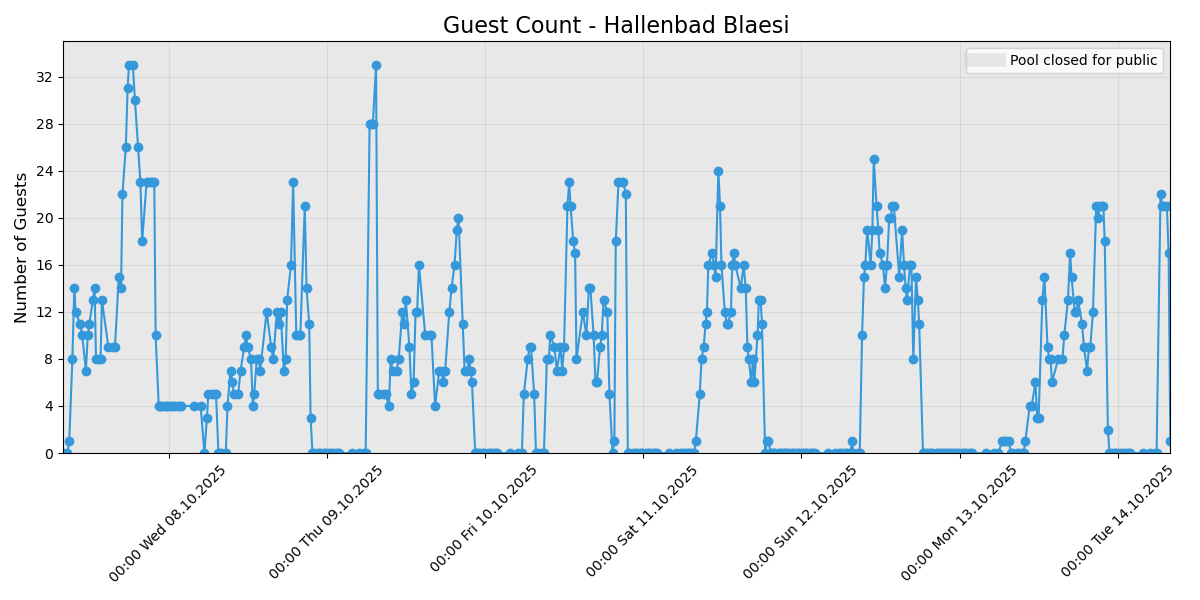 Guest Count - Hallenbad Blaesi
Pool closed for public
Number of Guests
32
28
24
20
16
12
8
4
0
00:00 Wed 08.10.2025
00:00 Thu 09.10.2025
00:00 Fri 10.10.2025
00:00 Sat 11.10.2025
00:00 Sun 12.10.2025
00:00 Mon 13.10.2025
00:00 Tue 14.10.2025